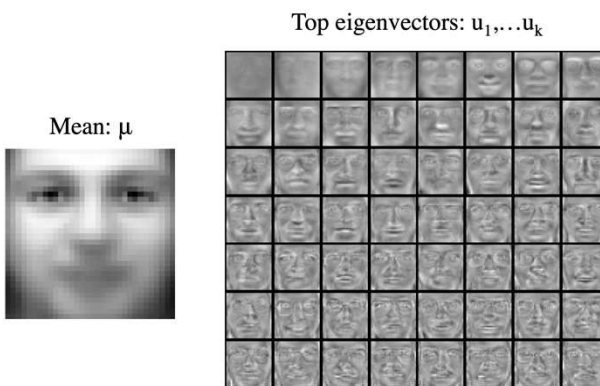 Top eigenvectors: u1,…uk
Mean: μ